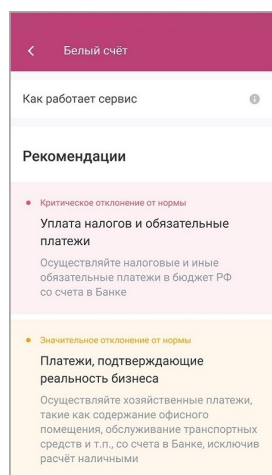 Белый счёт
Как работает сервис
Рекомендации
Критическое отклонение от нормы
Уплата налогов и обязательные
платежи
Осуществляйте налоговые и иные
обязательные платежи в бюджет РФ
со счета в Банке
Значительное отклонение от нормы
Платежи, подтверждающие
реальность бизнеса
Осуществляйте хозяйственные платежи,
такие как содержание офисного
помещения, обслуживание транспортных
средств и т.п., со счета в Банке, исключив
расчёт наличными